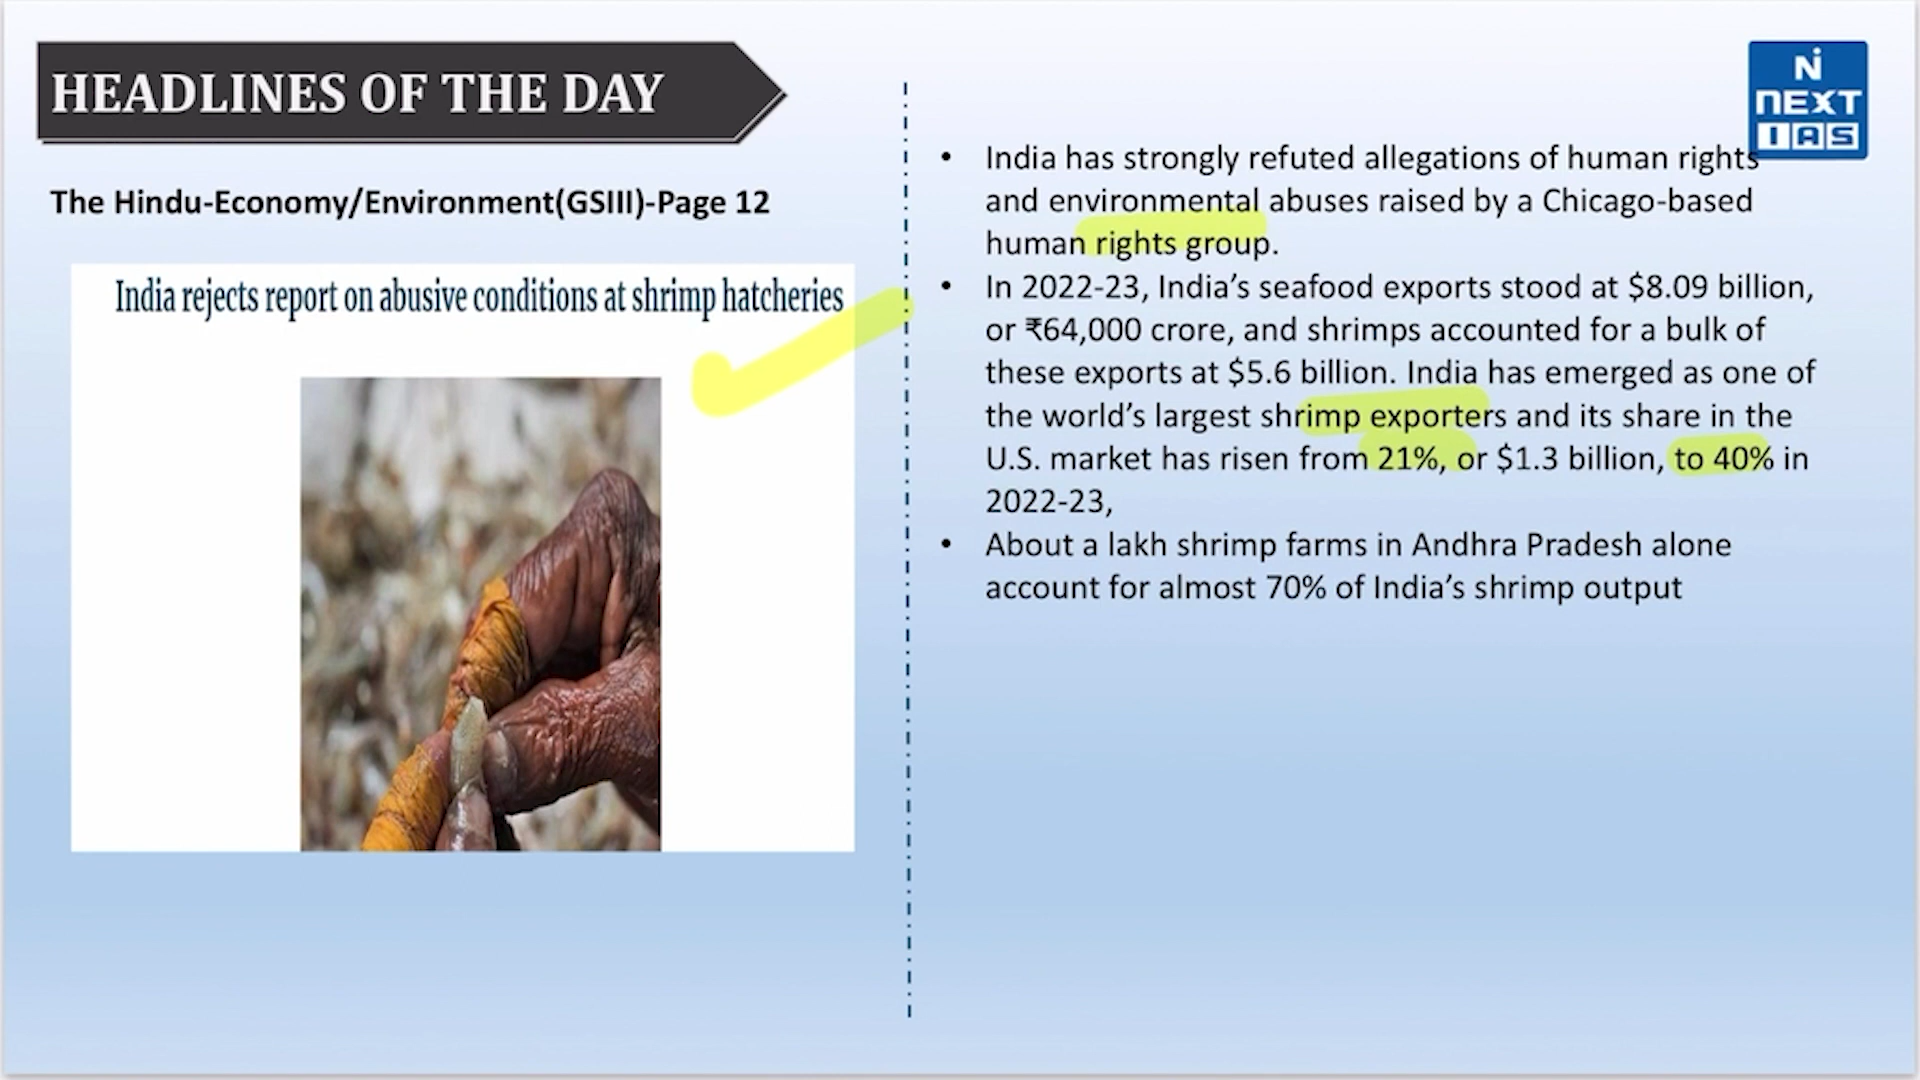 HEADLINES OF THE DAY
The Hindu-Economy/Environment(GSIII)-Page 12
India rejects report on abusive conditions at shrimp hatcheries
Ni
NEXT
IAS
• India has strongly refuted allegations of human rights
and environmental abuses raised by a Chicago-based
human rights group.
• In 2022-23, India’s seafood exports stood at $8.09 billion,
or ₹64,000 crore, and shrimps accounted for a bulk of
these exports at $5.6 billion. India has emerged as one of
the world’s largest shrimp exporters and its share in the
U.S. market has risen from 21%, or $1.3 billion, to 40% in
2022-23,
• About a lakh shrimp farms in Andhra Pradesh alone
account for almost 70% of India’s shrimp output